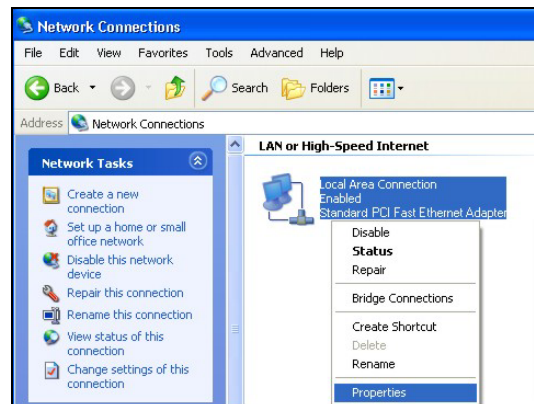 Network Connections
File Edit View Favorites Tools Advanced Help
Back Search Folders
Address Network Connections
Network Tasks
Create a new
connection
Set up a home or small
office network
Disable this network
device
Repair this connection
Rename this connection
View status of this
connection
Change settings of this
connection
LAN or High-Speed Internet
Local Area Connection
Enabled
Standard PCI Fast Ethernet Adapter
Disable
Status
Repair
Bridge Connections
Create Shortcut
Delete
Rename
Properties